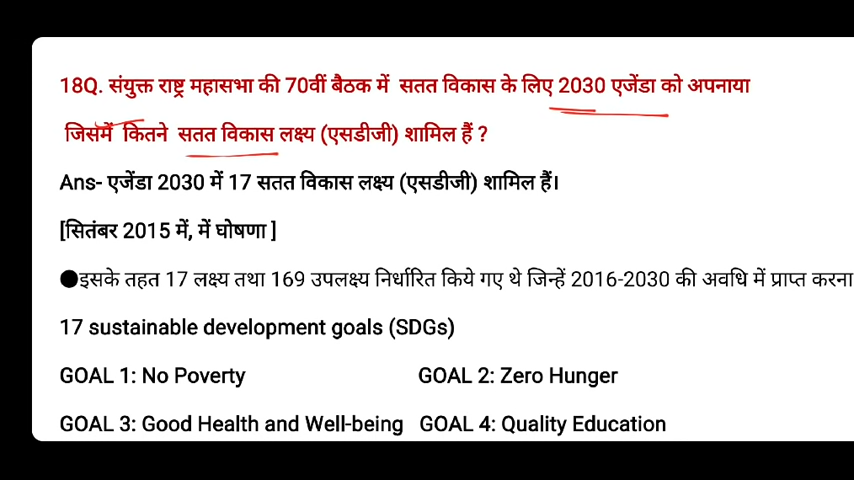 18Q. संयुक्त राष्ट्र महासभा की 70वीं बैठक में सतत विकास के लिए 2030 एजेंडा को अपनाया
जिसमें कितने सतत विकास लक्ष्य (एसडीजी) शामिल हैं ?
Ans- एजेंडा 2030 में 17 सतत विकास लक्ष्य (एसडीजी) शामिल हैं।
[सितंबर 2015 में, में घोषणा ]
●इसके तहत 17 लक्ष्य तथा 169 उपलक्ष्य निर्धारित किये गए थे जिन्हें 2016-2030 की अवधि में प्राप्त करना
17 sustainable development goals (SDGs)
GOAL 1: No Poverty GOAL 2: Zero Hunger
GOAL 3: Good Health and Well-being GOAL 4: Quality Education